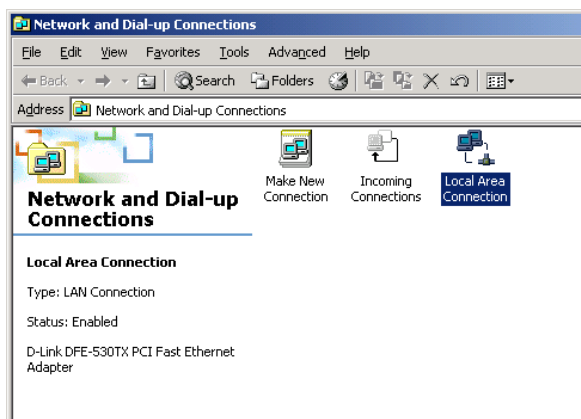 Network and Dial-up Connections
File Edit View Favorites Tools Advanced Help
Back Search Folders
Address Network and Dial-up Connections
Make New
Connection
Incoming
Connections
Local Area
Connection
Network and Dial-up
Connections
Local Area Connection
Type: LAN Connection
Status: Enabled
D-Link DFE-530TX PCI Fast Ethernet
Adapter